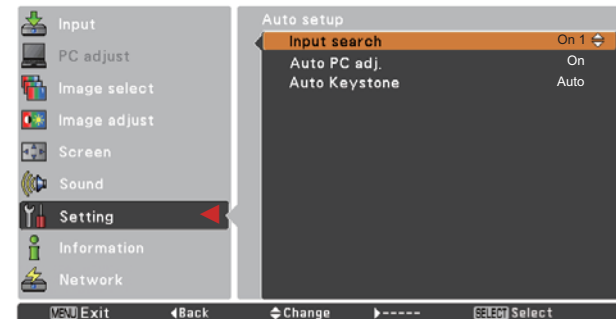 Input
PC adjust
Image select
Image adjust
Screen
Sound
Setting
Information
Network
Auto setup
Input search On 1
Auto PC adj. On
Auto Keystone Auto
MENU Exit Back Change ----- SELECT Select